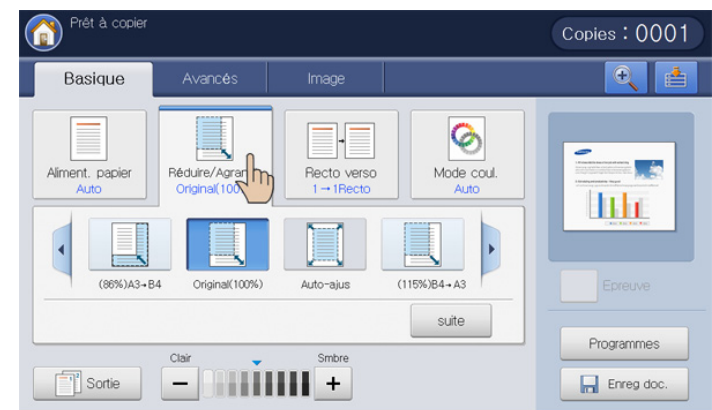 Prêt à copier
Copies : 0001
Basique
Avancés
Image
Aliment. papier
Auto
Réduire/Agran
Original(100
Recto verso
1→1Recto
Mode coul.
Auto
(86%)A3→B4
Original(100%)
Auto-ajus
(115%)B4→A3
suite
Epreuve
Clair
Smbre
Sortie
Programmes
Enreg doc.